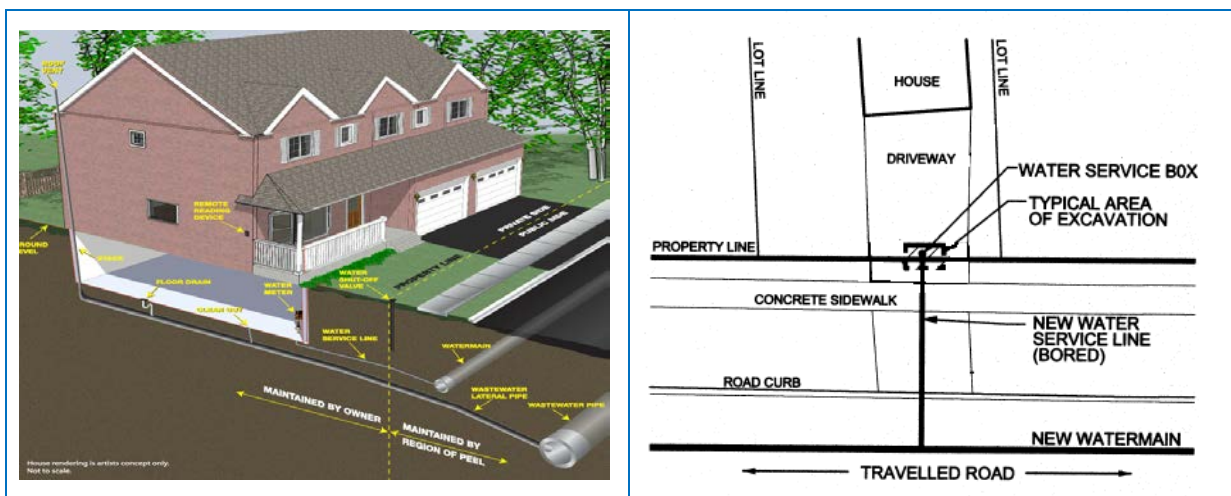 ROOF
VENT
REMOTE
READING
DEVICE
PRIVATE SIDE
PUBLIC SIDE
PROPERTY LINE
GROUND
LEVEL
FLOOR DRAIN
WATER
METER
WATER
SHUT-OFF
VALVE
CLEAN OUT
WATER
SERVICE LINE
WATERMAIN
MAINTAINED BY OWNER
MAINTAINED BY
REGION OF PEEL
WASTEWATER
LATERAL PIPE
WASTEWATER PIPE
House rendering is artists concept only.
Not to scale.
LOT LINE
HOUSE
LOT LINE
DRIVEWAY
WATER SERVICE BOX
TYPICAL AREA
OF EXCAVATION
PROPERTY LINE
CONCRETE SIDEWALK
NEW WATER
SERVICE LINE
(BORED)
ROAD CURB
NEW WATERMAIN
TRAVELLED ROAD